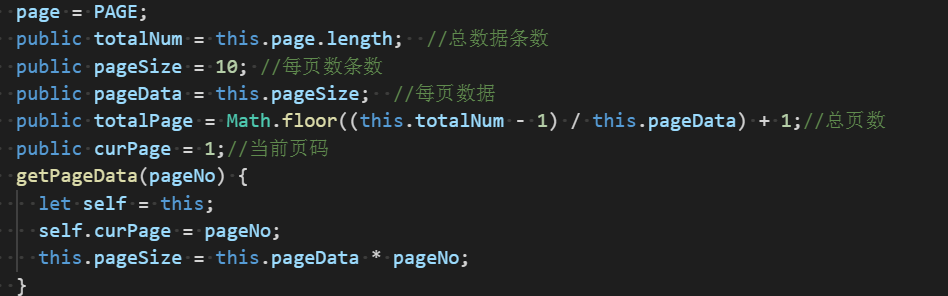 page = PAGE;
public totalNum = this.page.length;  //总数据条数
public pageSize = 10; //每页数条数
public pageData = this.pageSize;  //每页数据
public totalPage = Math.floor((this.totalNum - 1) / this.pageData) + 1;//总页数
public curPage = 1;//当前页码
getPageData(pageNo) {
  let self = this;
  self.curPage = pageNo;
  this.pageSize = this.pageData * pageNo;
}